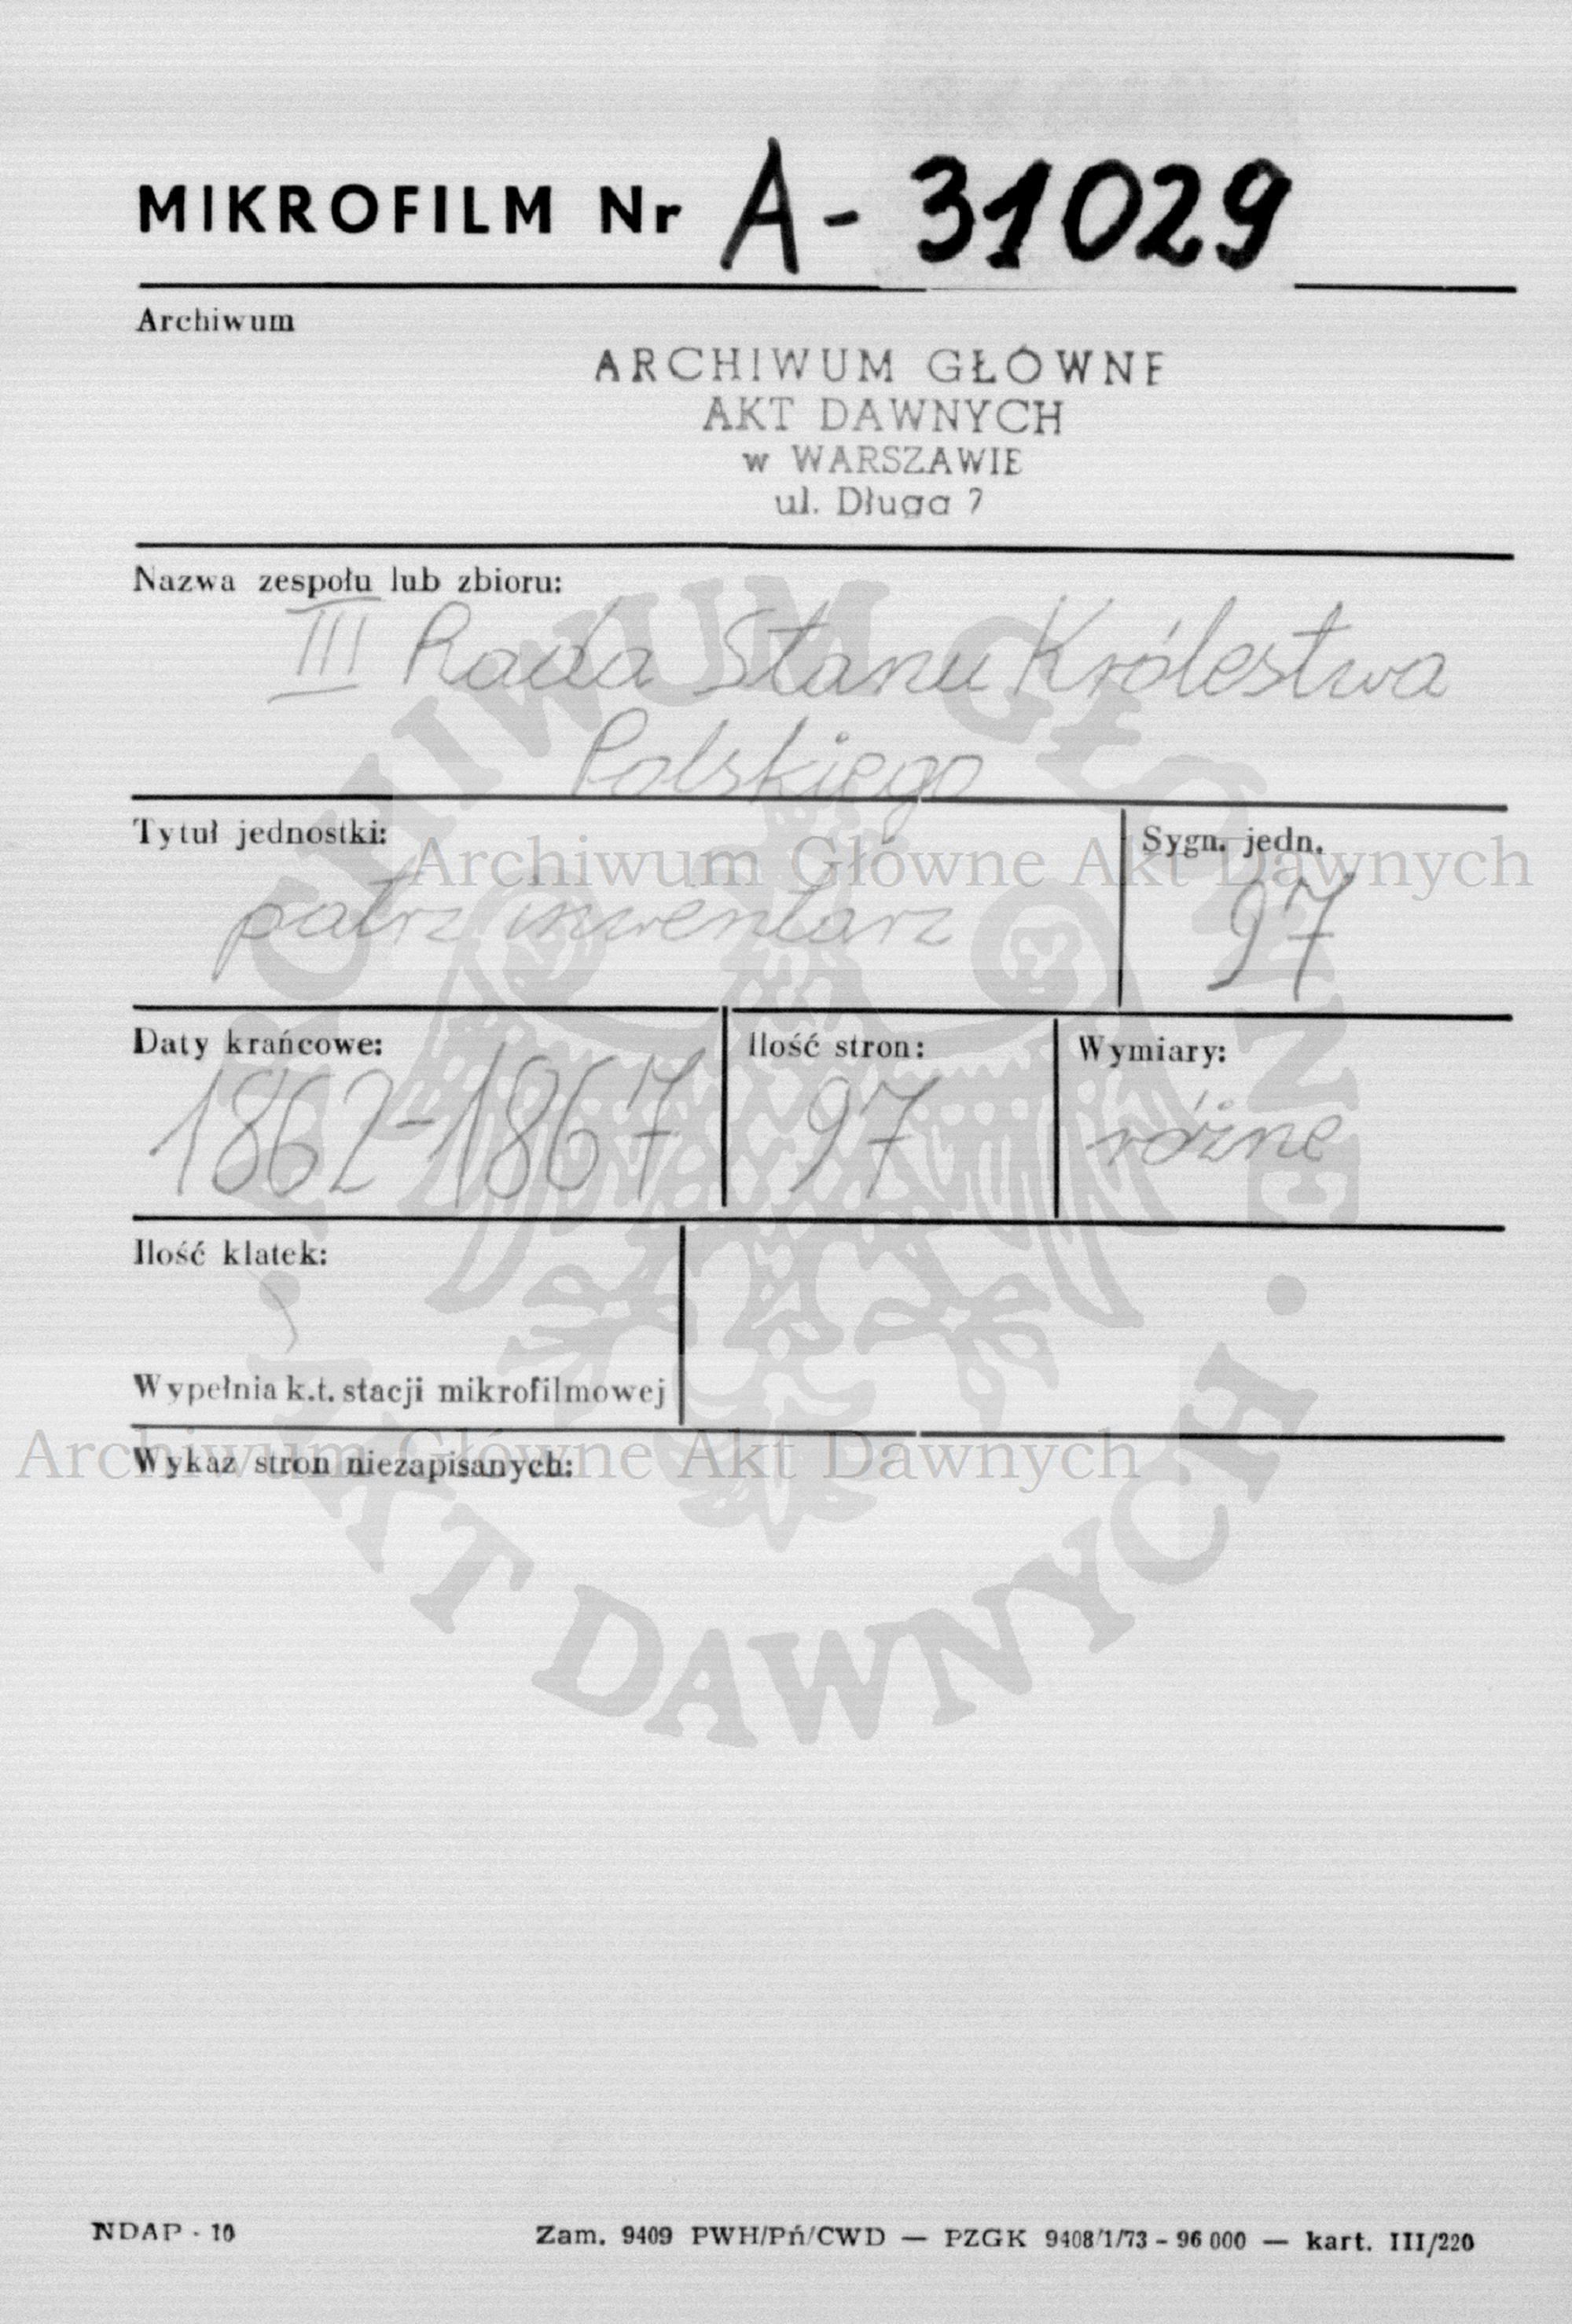 MIKROFILM Nr A - 31029
Archiwum
ARCHIWUM GŁÓWNE
AKT DAWNYCH
w WARSZAWIE
ul. Długa 7
Nazwa zespołu lub zbioru:
III Rada Stanu Królestwa
Polskiego
Tytuł jednostki:
Sygn. jedn.
Archiwum Główne Akt Dawnych
patrz inwentarz
97
Daty krańcowe:
Ilość stron:
Wymiary:
1862-1867
97
różne
Ilość klatek:
Wypełnia k.t. stacji mikrofilmowej
Archiwum Główne Akt Dawnych
Wykaz stron niezapisanych:
ARCHIWUM GŁÓWNE
· AKT DAWNYCH ·
NDAP - 10
Zam. 9409 PWH/Pń/CWD — PZGK 9408/1/73 - 96 000 — kart. III/220